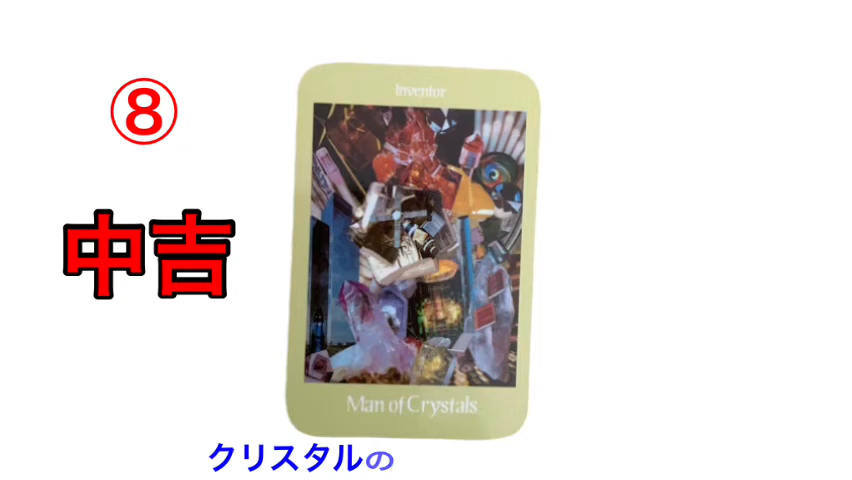 ⑧
中吉
Inventor
Man of Crystals
クリスタルの